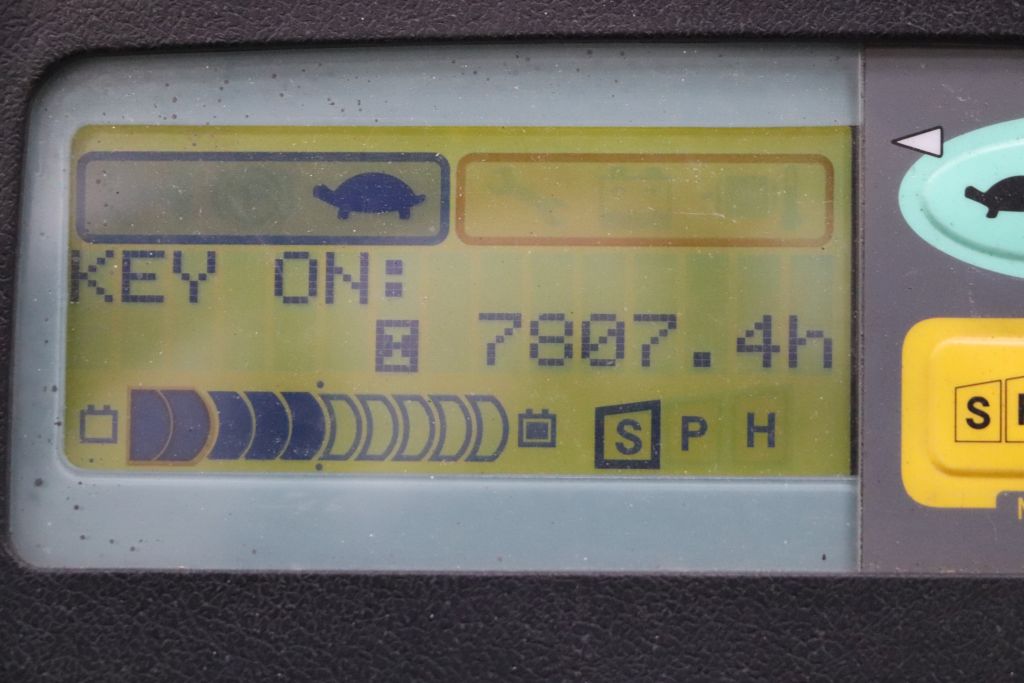 KEY ON:
7807.4h
S P H
S